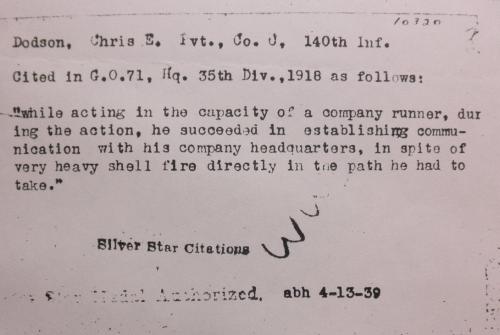 10320
Dodson, Chris E. Pvt., Co. C, 140th Inf.
Cited in G.O.71, Hq. 35th Div.,1918 as follows:
"while acting in the capacity of a company runner, dur
ing the action, he succeeded in establishing commu-
nication with his company headquarters, in spite of
very heavy shell fire directly in the path he had to
take."
Silver Star Citations
Star Medal Authorized. abh 4-13-39